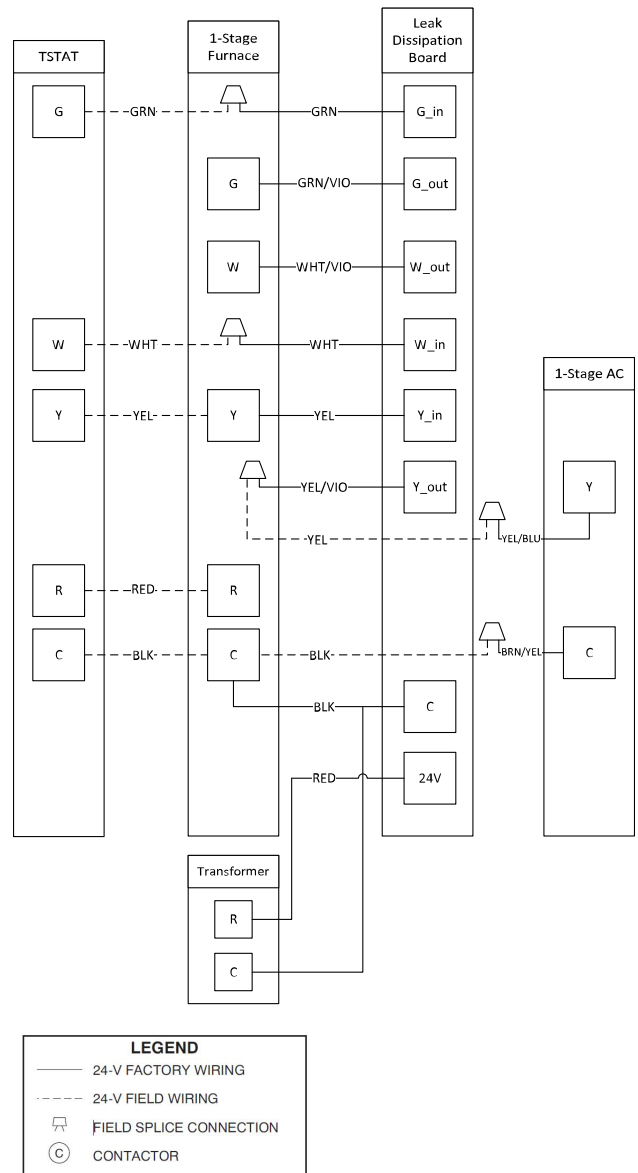 Leak
Dissipation
Board
1-Stage
Furnace
TSTAT
G
GRN
GRN
G_in
G
GRN/VIO
G_out
W
WHT/VIO
W_out
W
WHT
WHT
W_in
1-Stage AC
Y
YEL
Y
YEL
Y_in
YEL/VIO
Y_out
Y
YEL
YEL/BLU
R
RED
R
C
BLK
C
BLK
BRN/YEL
C
BLK
C
RED
24V
Transformer
R
C
LEGEND
24-V FACTORY WIRING
24-V FIELD WIRING
FIELD SPLICE CONNECTION
C CONTACTOR